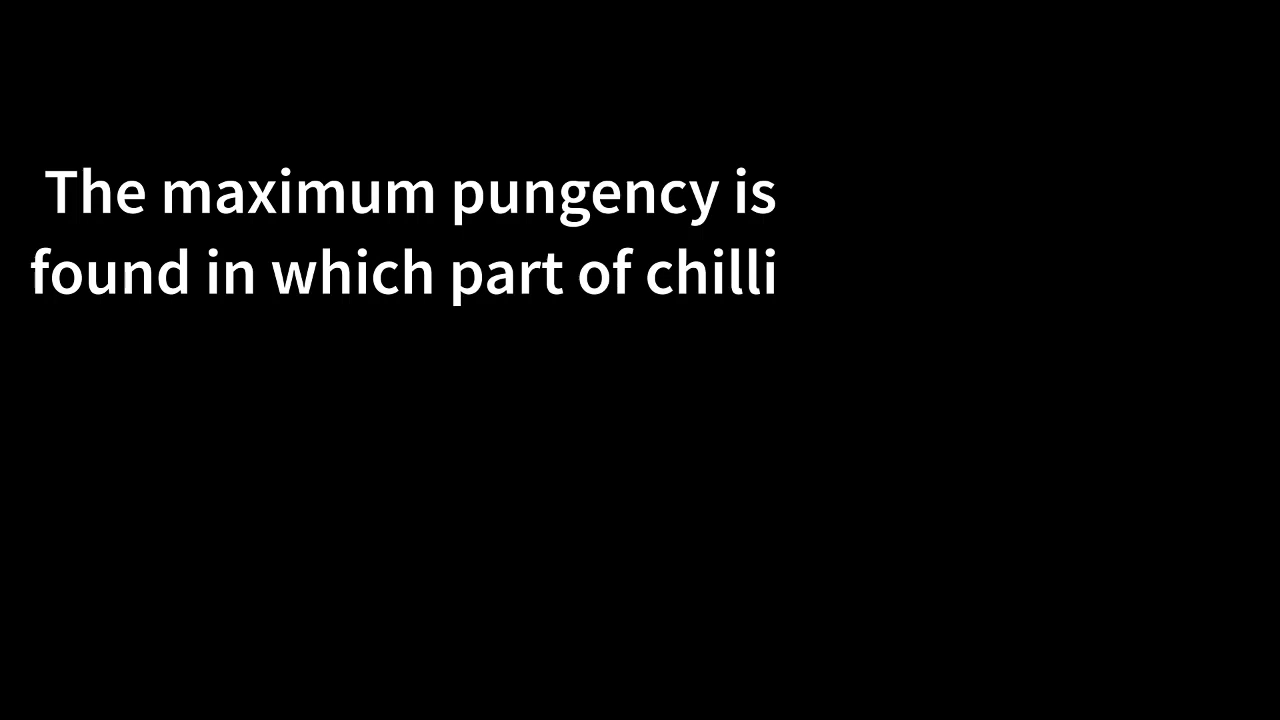 The maximum pungency is
found in which part of chilli